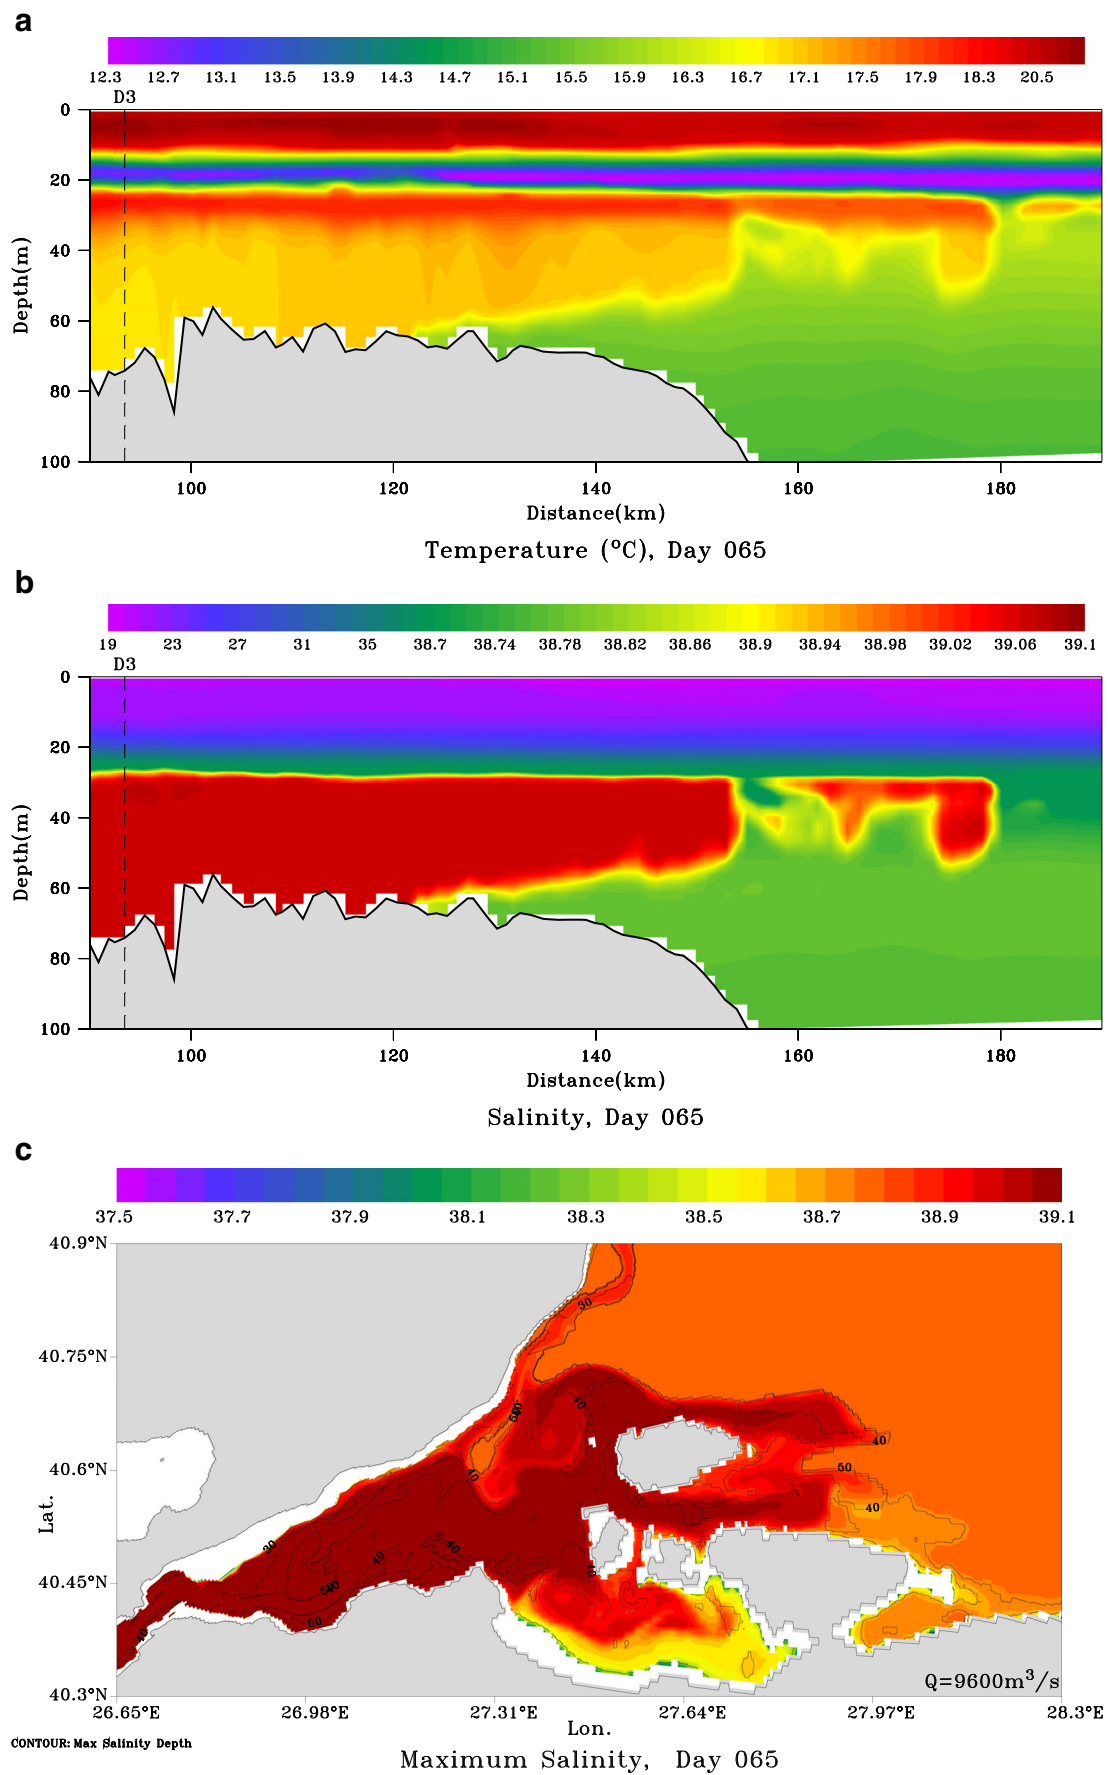 a
12.3 12.7 13.1 13.5 13.9 14.3 14.7 15.1 15.5 15.9 16.3 16.7 17.1 17.5 17.9 18.3 20.5
D3
0
20
40
60
80
100
Depth(m)
100 120 140 160 180
Distance(km)
Temperature (°C), Day 065
b
19 23 27 31 35 38.7 38.74 38.78 38.82 38.86 38.9 38.94 38.98 39.02 39.06 39.1
D3
0
20
40
60
80
100
Depth(m)
100 120 140 160 180
Distance(km)
Salinity, Day 065
c
37.5 37.7 37.9 38.1 38.3 38.5 38.7 38.9 39.1
40.9°N
40.75°N
40.6°N
40.45°N
40.3°N
Lat.
30
40
40
40
50
40
30
40
40
50
40
40
Q=9600m³/s
26.65°E 26.98°E 27.31°E 27.64°E 27.97°E 28.3°E
Lon.
CONTOUR: Max Salinity Depth
Maximum Salinity, Day 065